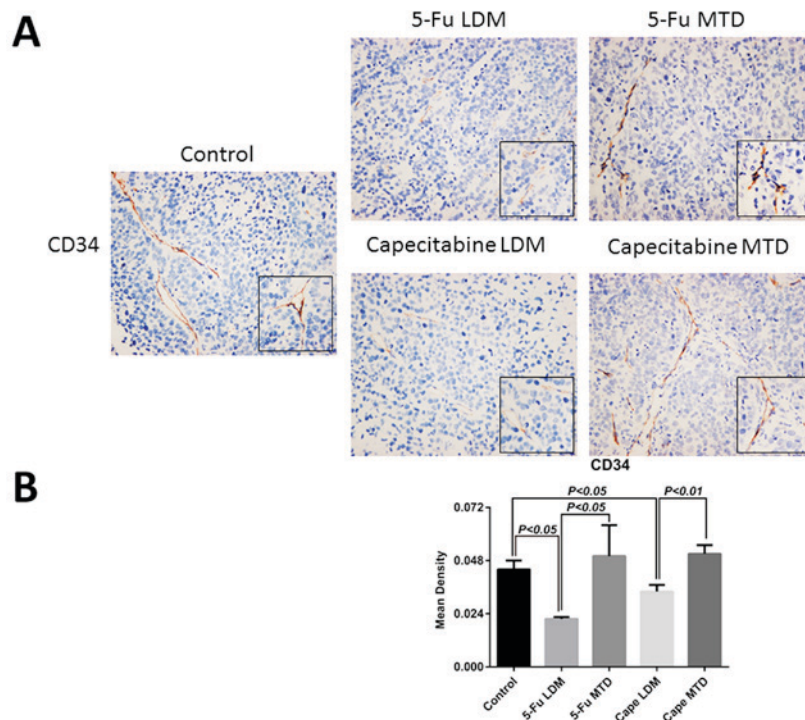 A
5-Fu LDM
5-Fu MTD
Control
CD34
Capecitabine LDM
Capecitabine MTD
B
CD34
P<0.05
P<0.01
P<0.05
P<0.05
Mean Density
0.072
0.048
0.024
0.000
Control
5-Fu LDM
5-Fu MTD
Cape LDM
Cape MTD